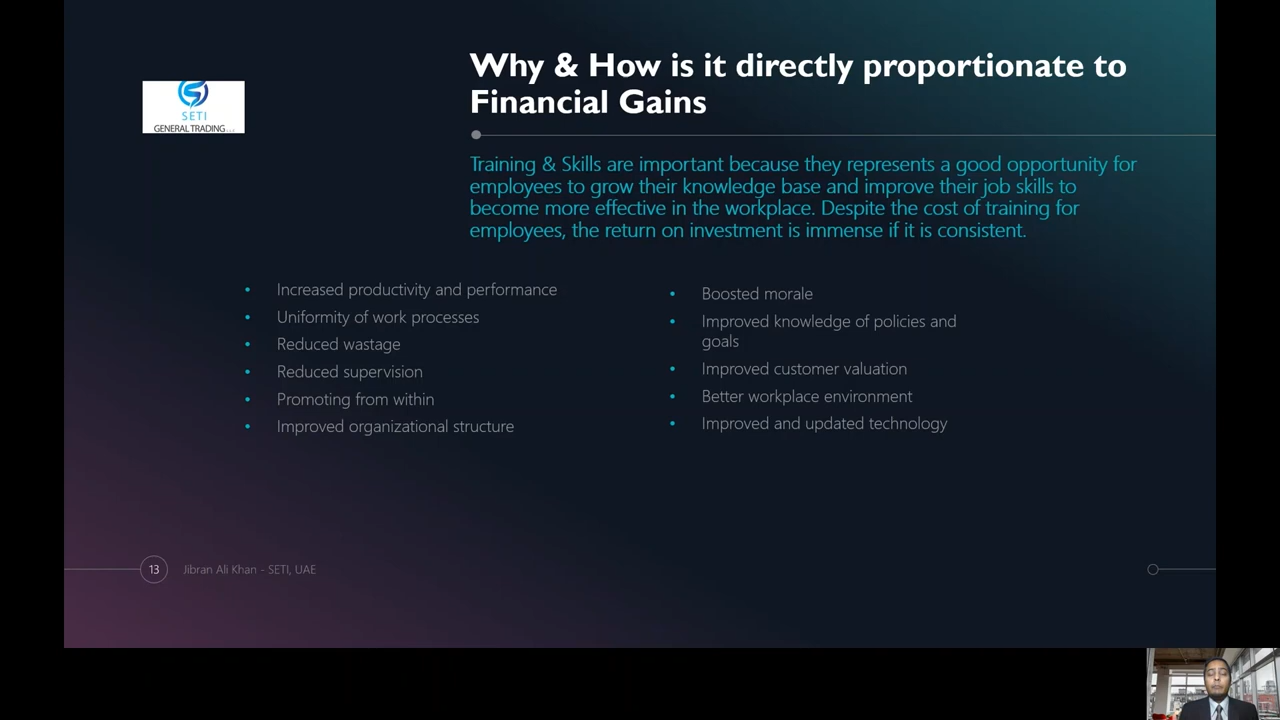 Why & How is it directly proportionate to
Financial Gains
SETI
GENERAL TRADING
Training & Skills are important because they represents a good opportunity for
employees to grow their knowledge base and improve their job skills to
become more effective in the workplace. Despite the cost of training for
employees, the return on investment is immense if it is consistent.
• Increased productivity and performance
• Uniformity of work processes
• Reduced wastage
• Reduced supervision
• Promoting from within
• Improved organizational structure
• Boosted morale
• Improved knowledge of policies and
goals
• Improved customer valuation
• Better workplace environment
• Improved and updated technology
13 Jibran Ali Khan - SETI, UAE